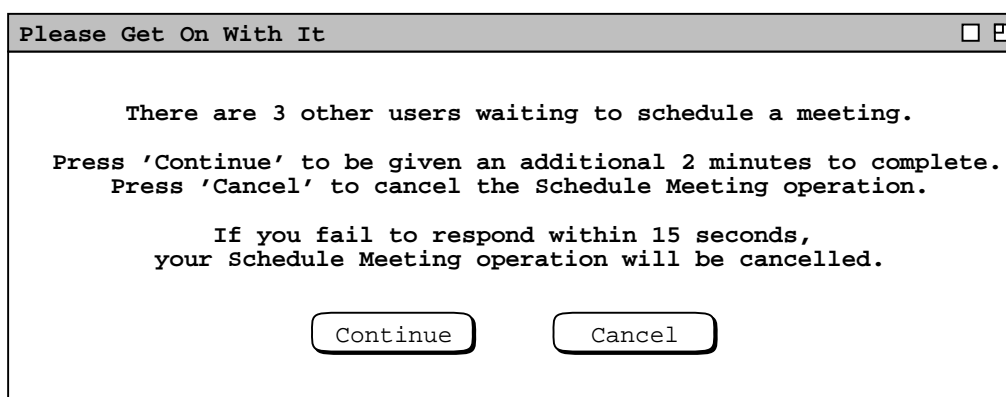 Please Get On With It
There are 3 other users waiting to schedule a meeting.
Press ’Continue’ to be given an additional 2 minutes to complete.
Press ’Cancel’ to cancel the Schedule Meeting operation.
If you fail to respond within 15 seconds,
your Schedule Meeting operation will be cancelled.
Continue Cancel